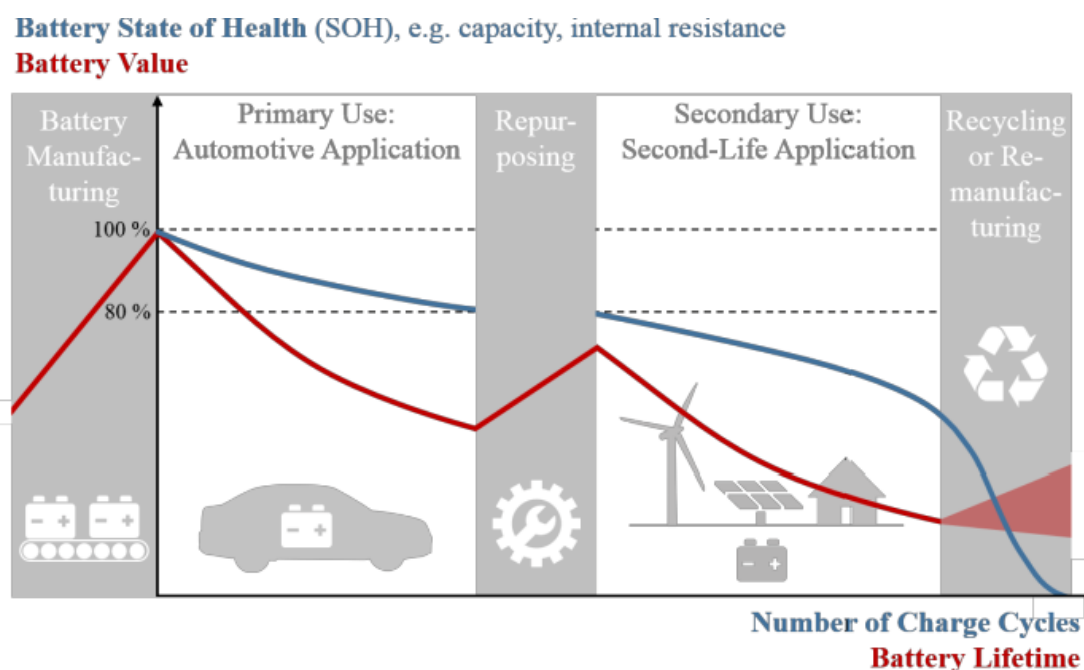 Battery State of Health (SOH), e.g. capacity, internal resistance
Battery Value
Battery
Manufac-
turing
Primary Use:
Automotive Application
Repur-
posing
Secondary Use:
Second-Life Application
Recycling
or Re-
manufac-
turing
100 %
80 %
Number of Charge Cycles
Battery Lifetime